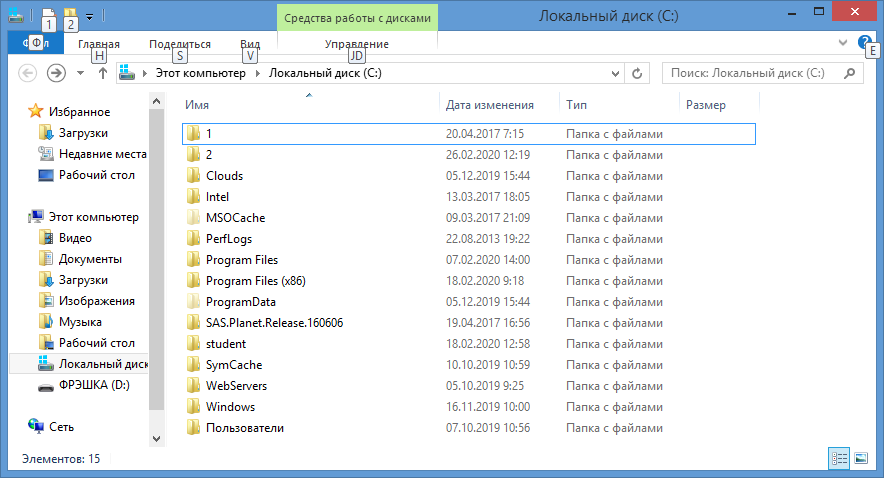 Средства работы с дисками
Локальный диск (C:)
1
2
Файл
Главная
Поделиться
Вид
Управление
Ф
H
S
V
JD
E
Этот компьютер
Локальный диск (C:)
Поиск: Локальный диск (C:)
Имя
Дата изменения
Тип
Размер
Избранное
Загрузки
Недавние места
Рабочий стол
Этот компьютер
Видео
Документы
Загрузки
Изображения
Музыка
Рабочий стол
Локальный диск
ФРЭШКА (D:)
Сеть
1 20.04.2017 7:15 Папка с файлами
2 26.02.2020 12:19 Папка с файлами
Clouds 05.12.2019 15:44 Папка с файлами
Intel 13.03.2017 18:05 Папка с файлами
MSOCache 09.03.2017 21:09 Папка с файлами
PerfLogs 22.08.2013 19:22 Папка с файлами
Program Files 07.02.2020 14:00 Папка с файлами
Program Files (x86) 18.02.2020 9:18 Папка с файлами
ProgramData 05.12.2019 15:44 Папка с файлами
SAS.Planet.Release.160606 19.04.2017 16:56 Папка с файлами
student 18.02.2020 12:58 Папка с файлами
SymCache 10.10.2019 10:59 Папка с файлами
WebServers 05.10.2019 9:25 Папка с файлами
Windows 16.11.2019 10:00 Папка с файлами
Пользователи 07.10.2019 10:56 Папка с файлами
Элементов: 15